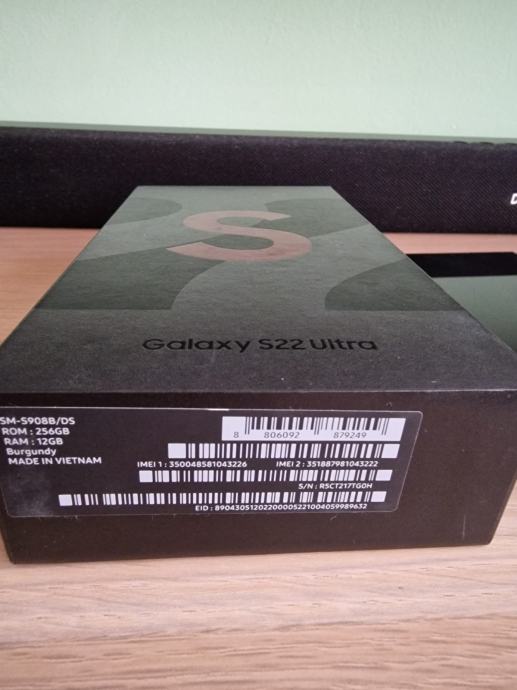 S
Galaxy S22 Ultra
SM-S908B/DS
ROM : 256GB
RAM : 12GB
Burgundy
MADE IN VIETNAM
8 806092 879249
IMEI 1 : 350048581043226 IMEI 2 : 351887981043222
S/N : R5CT217TG0H
EID : 89043051202200005221004059989632